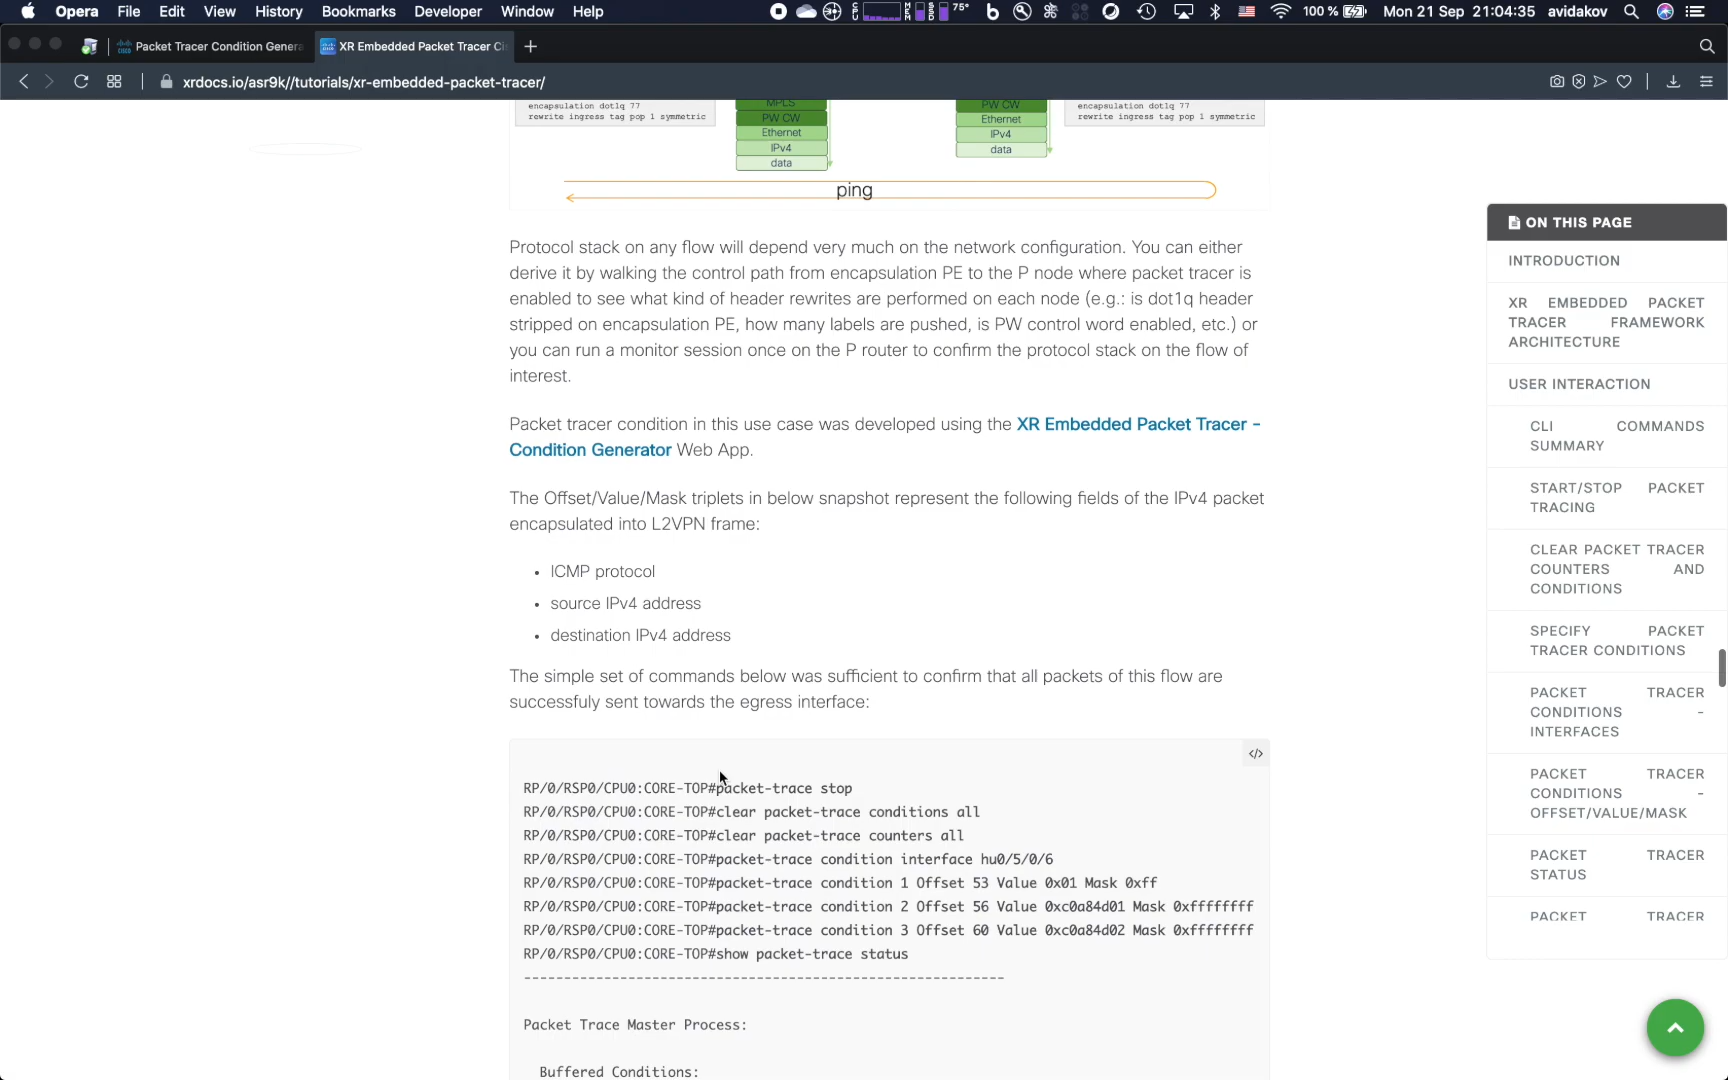 Opera File Edit View History Bookmarks Developer Window Help
75° 100 % Mon 21 Sep 21:04:35 avidakov
Packet Tracer Condition Genera
XR Embedded Packet Tracer Ci
xrdocs.io/asr9k//tutorials/xr-embedded-packet-tracer/
encapsulation dot1q 77
rewrite ingress tag pop 1 symmetric
MPLS
PW CW
Ethernet
IPv4
data
PW CW
Ethernet
IPv4
data
encapsulation dot1q 77
rewrite ingress tag pop 1 symmetric
ping
Protocol stack on any flow will depend very much on the network configuration. You can either
derive it by walking the control path from encapsulation PE to the P node where packet tracer is
enabled to see what kind of header rewrites are performed on each node (e.g.: is dot1q header
stripped on encapsulation PE, how many labels are pushed, is PW control word enabled, etc.) or
you can run a monitor session once on the P router to confirm the protocol stack on the flow of
interest.
Packet tracer condition in this use case was developed using the XR Embedded Packet Tracer -
Condition Generator Web App.
The Offset/Value/Mask triplets in below snapshot represent the following fields of the IPv4 packet
encapsulated into L2VPN frame:
• ICMP protocol
• source IPv4 address
• destination IPv4 address
The simple set of commands below was sufficient to confirm that all packets of this flow are
successfuly sent towards the egress interface:
</>
RP/0/RSP0/CPU0:CORE-TOP#packet-trace stop
RP/0/RSP0/CPU0:CORE-TOP#clear packet-trace conditions all
RP/0/RSP0/CPU0:CORE-TOP#clear packet-trace counters all
RP/0/RSP0/CPU0:CORE-TOP#packet-trace condition interface hu0/5/0/6
RP/0/RSP0/CPU0:CORE-TOP#packet-trace condition 1 Offset 53 Value 0x01 Mask 0xff
RP/0/RSP0/CPU0:CORE-TOP#packet-trace condition 2 Offset 56 Value 0xc0a84d01 Mask 0xffffffff
RP/0/RSP0/CPU0:CORE-TOP#packet-trace condition 3 Offset 60 Value 0xc0a84d02 Mask 0xffffffff
RP/0/RSP0/CPU0:CORE-TOP#show packet-trace status
------------------------------------------------------------
Packet Trace Master Process:
Buffered Conditions:
ON THIS PAGE
INTRODUCTION
XR EMBEDDED PACKET
TRACER FRAMEWORK
ARCHITECTURE
USER INTERACTION
CLI COMMANDS
SUMMARY
START/STOP PACKET
TRACING
CLEAR PACKET TRACER
COUNTERS AND
CONDITIONS
SPECIFY PACKET
TRACER CONDITIONS
PACKET TRACER
CONDITIONS -
INTERFACES
PACKET TRACER
CONDITIONS -
OFFSET/VALUE/MASK
PACKET TRACER
STATUS
PACKET TRACER